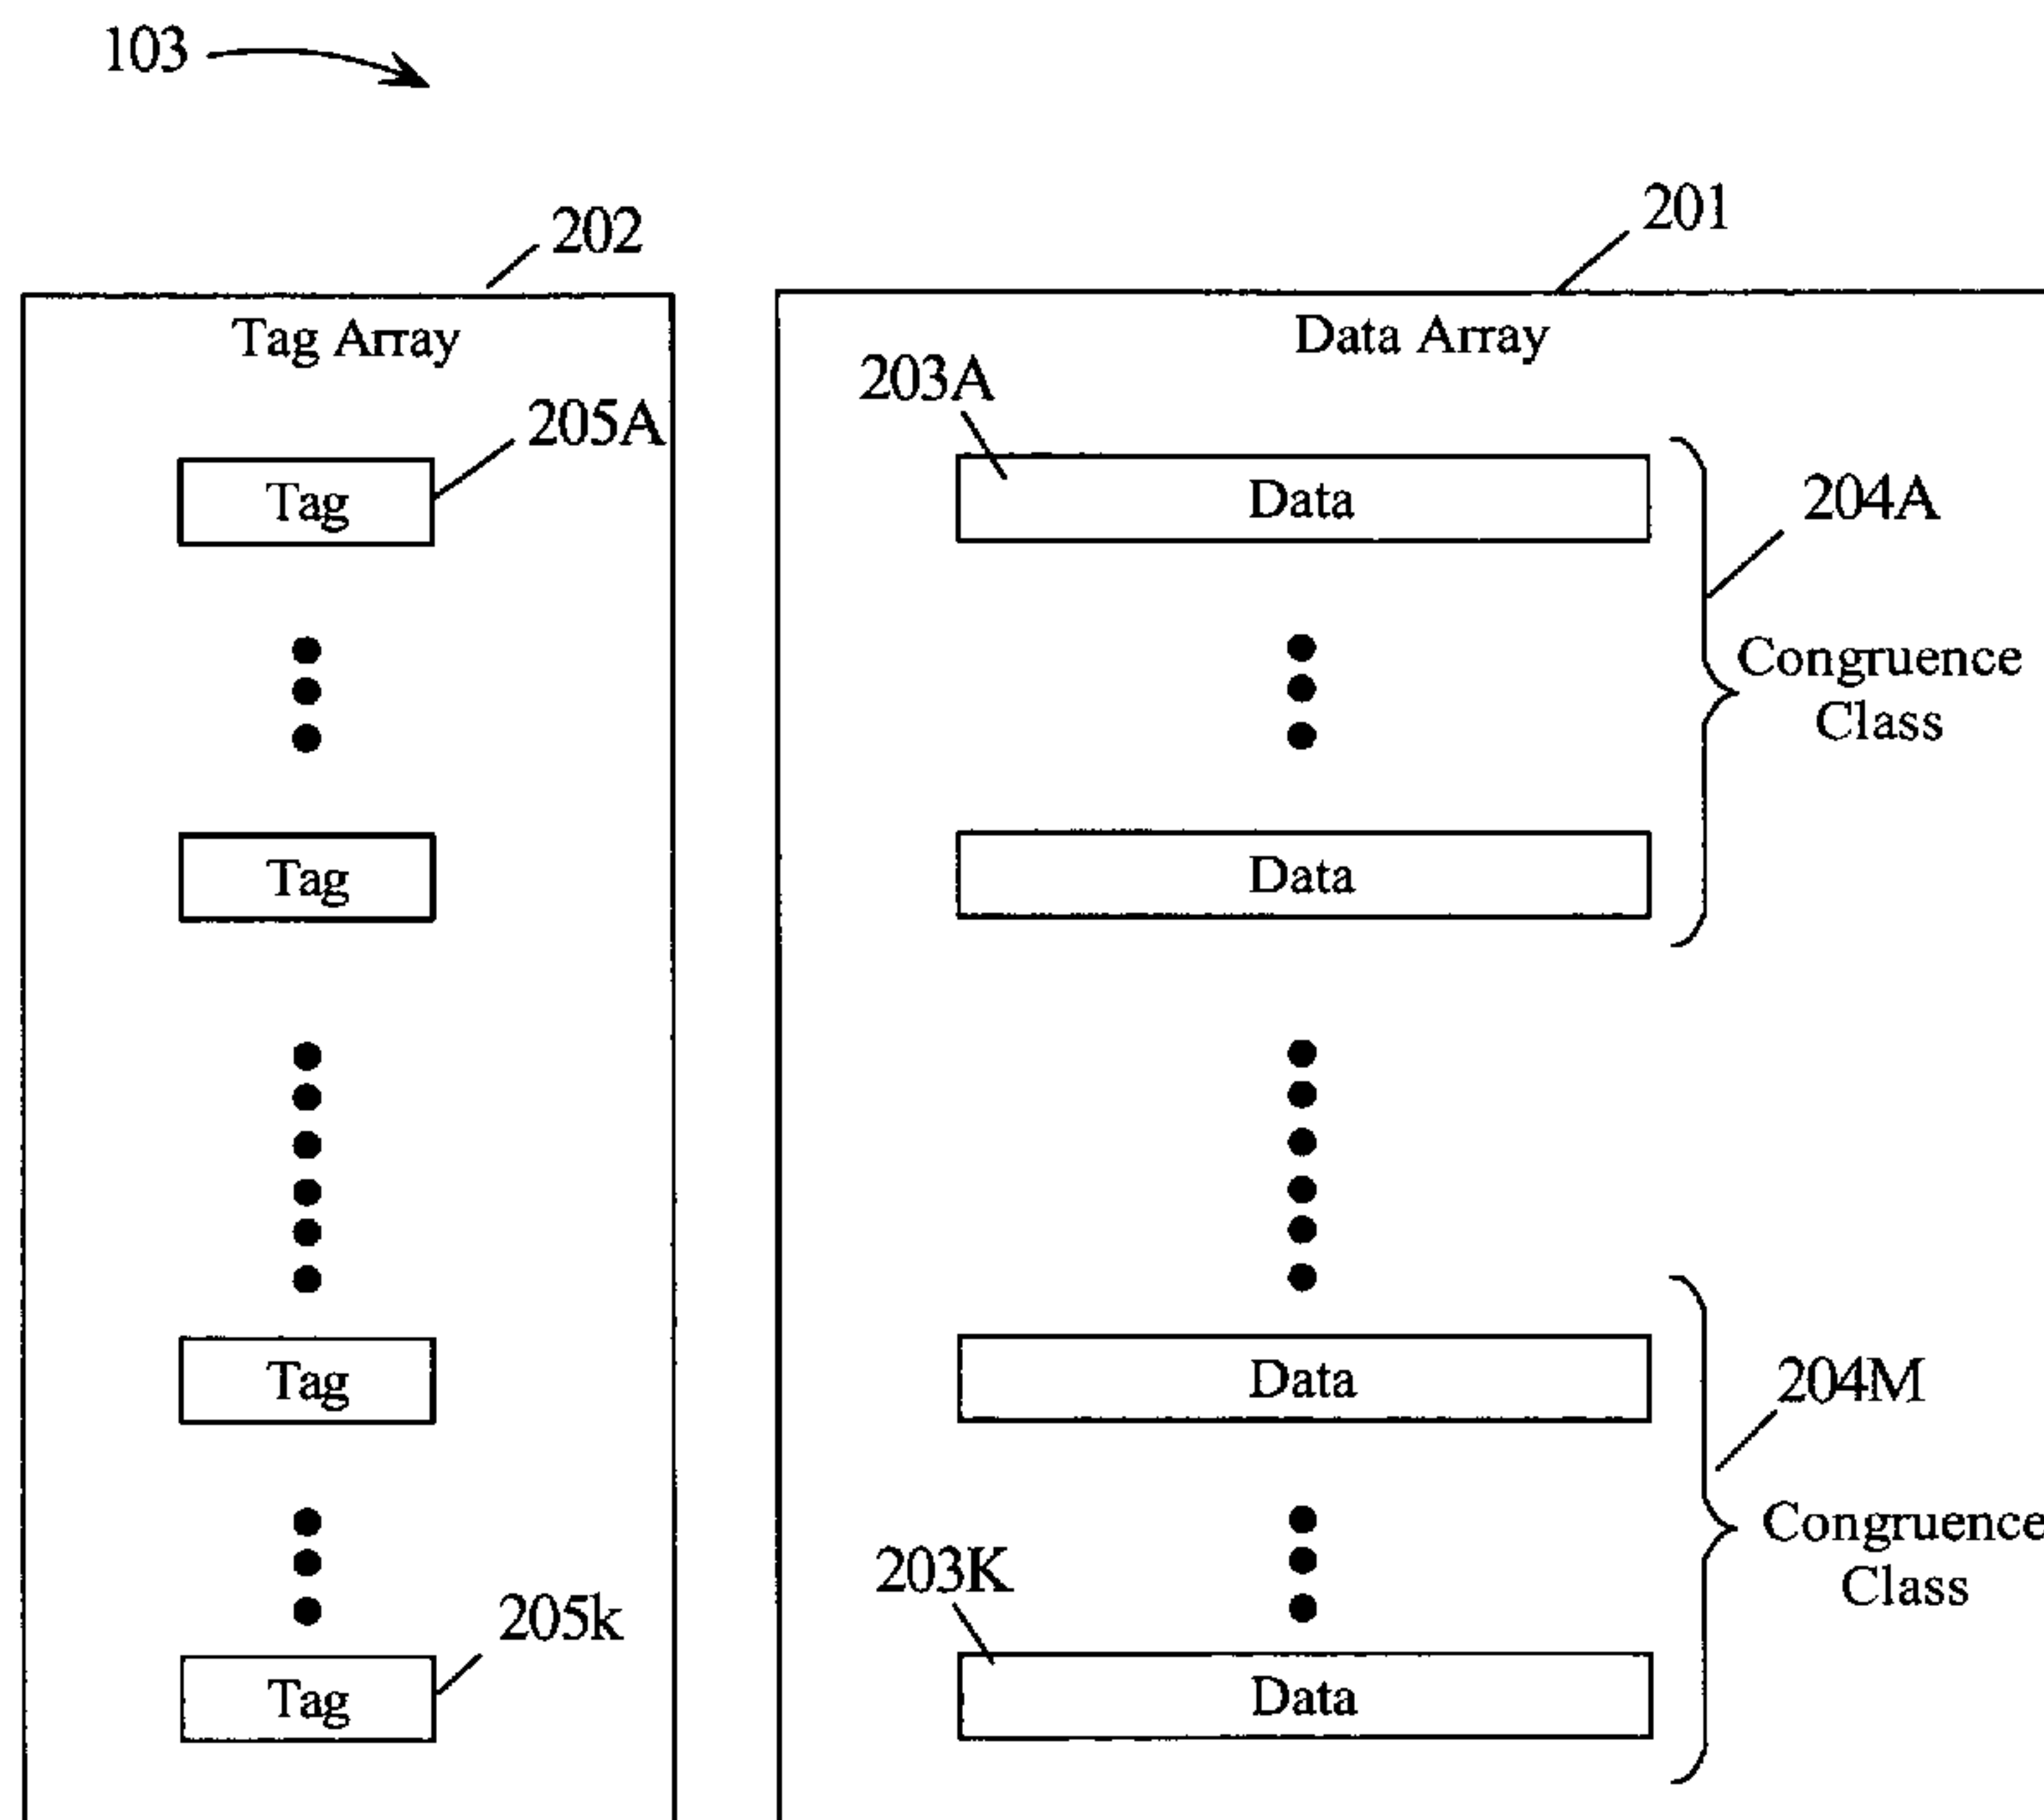 103
202
201
Tag Array
Data Array
203A
205A
Tag
Data
204A
Congruence
Class
Tag
Data
Tag
Data
204M
Congruence
Class
203K
205k
Tag
Data